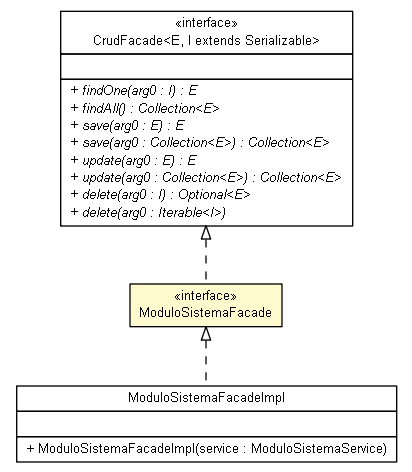 «interface»
CrudFacade<E, I extends Serializable>
+ findOne(arg0 : I) : E
+ findAll() : Collection<E>
+ save(arg0 : E) : E
+ save(arg0 : Collection<E>) : Collection<E>
+ update(arg0 : E) : E
+ update(arg0 : Collection<E>) : Collection<E>
+ delete(arg0 : I) : Optional<E>
+ delete(arg0 : Iterable<I>)
«interface»
ModuloSistemaFacade
ModuloSistemaFacadeImpl
+ ModuloSistemaFacadeImpl(service : ModuloSistemaService)